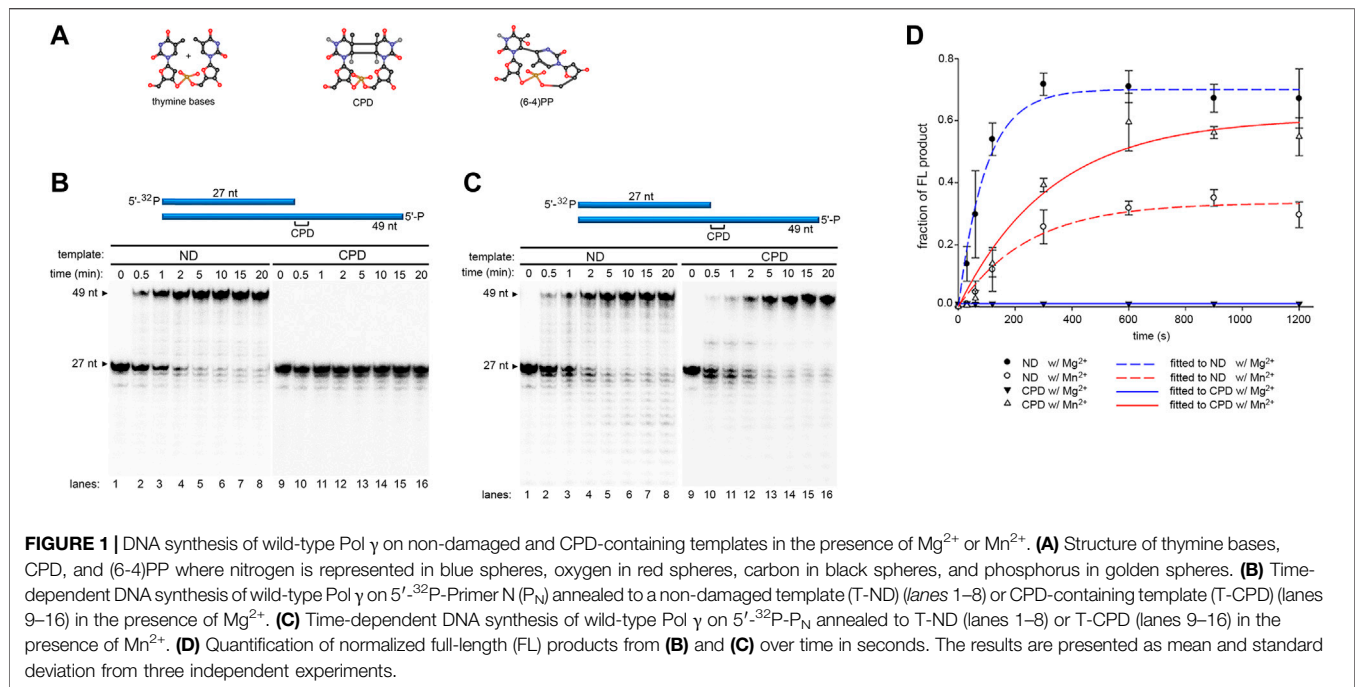 A
thymine bases
CPD
(6-4)PP
+
B
27 nt
5'-³²P
5'-P
CPD
49 nt
template:
ND
CPD
time (min):
0 0.5 1 2 5 10 15 20
0 0.5 1 2 5 10 15 20
49 nt ►
27 nt ►
lanes:
1 2 3 4 5 6 7 8
9 10 11 12 13 14 15 16
C
27 nt
5'-³²P
5'-P
CPD
49 nt
template:
ND
CPD
time (min):
0 0.5 1 2 5 10 15 20
0 0.5 1 2 5 10 15 20
49 nt ►
27 nt ►
lanes:
1 2 3 4 5 6 7 8
9 10 11 12 13 14 15 16
D
fraction of FL product
0.8
0.6
0.4
0.2
0.0
0 200 400 600 800 1000 1200
time (s)
● ND w/ Mg²⁺
○ ND w/ Mn²⁺
▼ CPD w/ Mg²⁺
△ CPD w/ Mn²⁺
fitted to ND w/ Mg²⁺
fitted to ND w/ Mn²⁺
fitted to CPD w/ Mg²⁺
fitted to CPD w/ Mn²⁺
FIGURE 1 | DNA synthesis of wild-type Pol γ on non-damaged and CPD-containing templates in the presence of Mg²⁺ or Mn²⁺. (A) Structure of thymine bases,
CPD, and (6-4)PP where nitrogen is represented in blue spheres, oxygen in red spheres, carbon in black spheres, and phosphorus in golden spheres. (B) Time-
dependent DNA synthesis of wild-type Pol γ on 5′-³²P-Primer N (P_N) annealed to a non-damaged template (T-ND) (lanes 1–8) or CPD-containing template (T-CPD) (lanes
9–16) in the presence of Mg²⁺. (C) Time-dependent DNA synthesis of wild-type Pol γ on 5′-³²P-P_N annealed to T-ND (lanes 1–8) or T-CPD (lanes 9–16) in the
presence of Mn²⁺. (D) Quantification of normalized full-length (FL) products from (B) and (C) over time in seconds. The results are presented as mean and standard
deviation from three independent experiments.